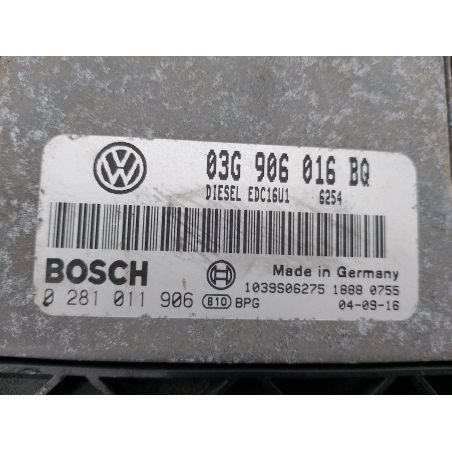 03G 906 016 BQ
DIESEL EDC16U1 6254
BOSCH
Made in Germany
1039S06275 1888 0755
0 281 011 906 810 BPG 04-09-16